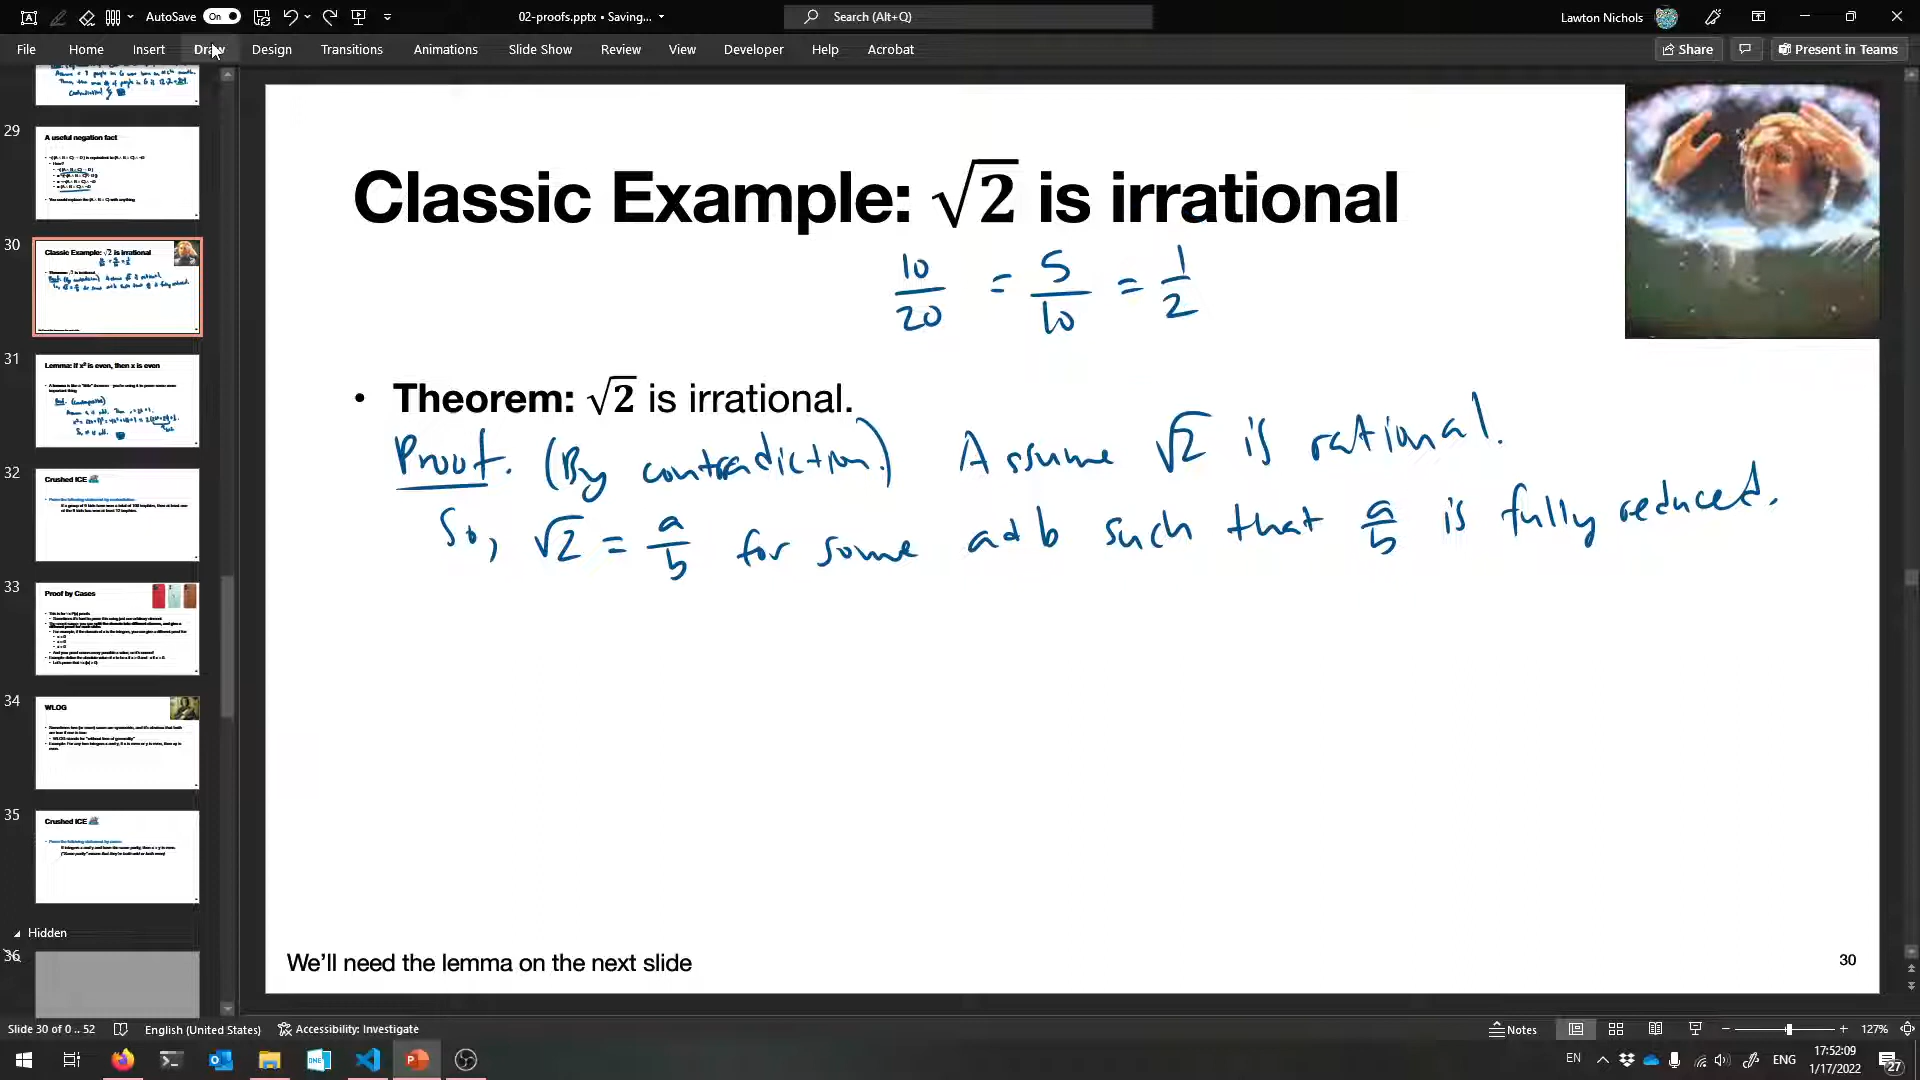 AutoSave On
02-proofs.pptx • Saving...
Search (Alt+Q)
Lawton Nichols
File Home Insert Draw Design Transitions Animations Slide Show Review View Developer Help Acrobat
Share
Present in Teams
29
A useful negation fact
30
Classic Example: √2 is irrational
31
Lemma: If x² is even, then x is even
32
Crushed ICE
33
Proof by Cases
34
WLOG
35
Crushed ICE
Hidden
36
Classic Example: √2 is irrational
10/20 = 5/10 = 1/2
• Theorem: √2 is irrational.
Proof. (By contradiction.) Assume √2 is rational.
So, √2 = a/b for some a & b such that a/b is fully reduced.
We'll need the lemma on the next slide
30
Slide 30 of 0 .. 52
English (United States)
Accessibility: Investigate
Notes
127%
EN
ENG
17:52:09
1/17/2022
27